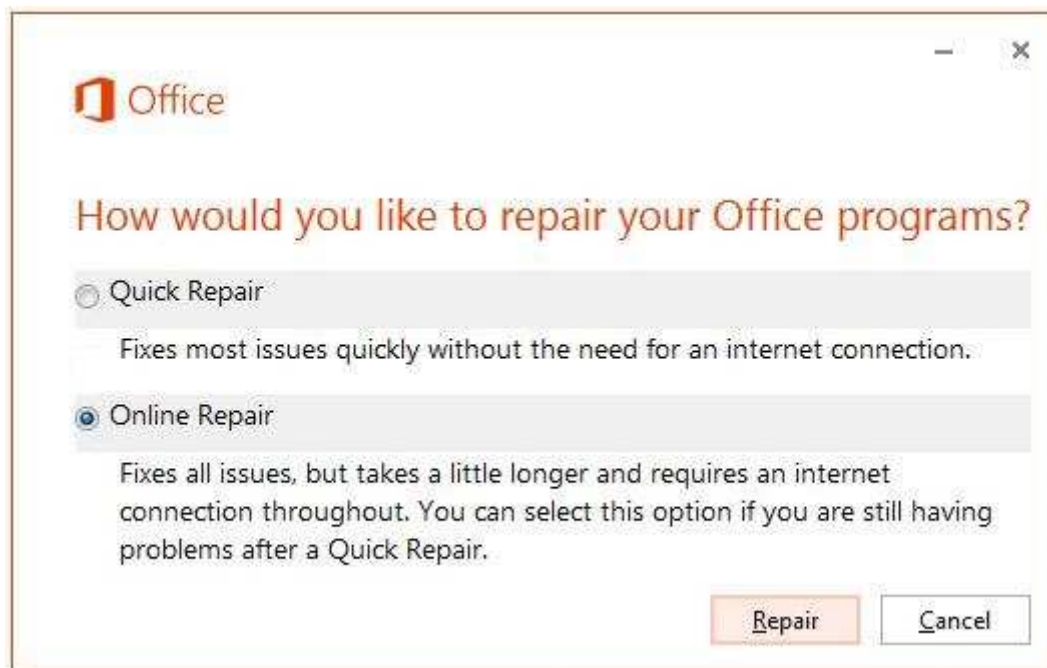 Office
How would you like to repair your Office programs?
Quick Repair
Fixes most issues quickly without the need for an internet connection.
Online Repair
Fixes all issues, but takes a little longer and requires an internet
connection throughout. You can select this option if you are still having
problems after a Quick Repair.
Repair Cancel